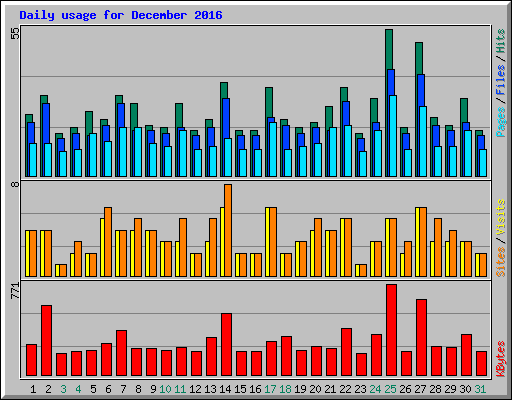 Daily usage for December 2016
55
Pages / Files / Hits
8
Sites / Visits
771
KBytes
1 2 3 4 5 6 7 8 9 10 11 12 13 14 15 16 17 18 19 20 21 22 23 24 25 26 27 28 29 30 31